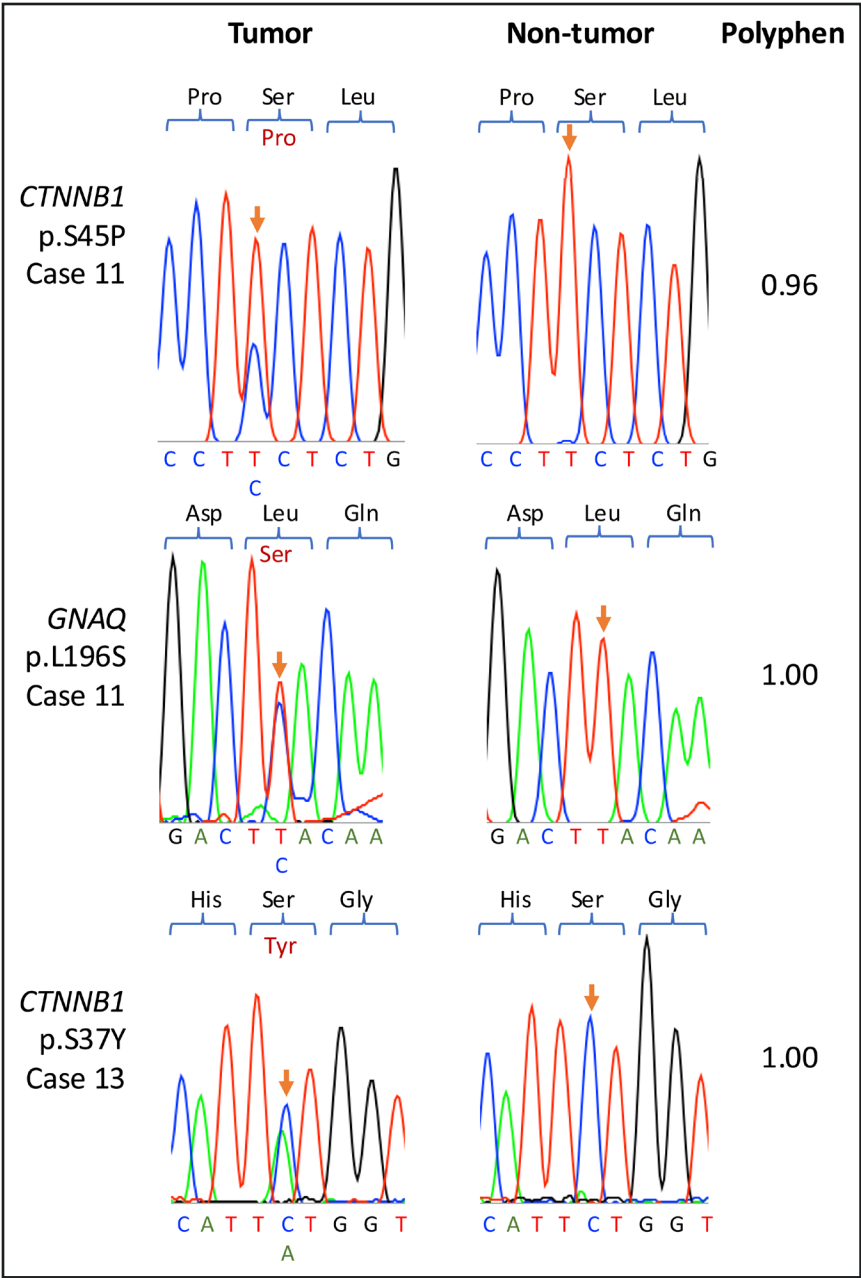 Tumor Non-tumor Polyphen
Pro Ser Leu Pro Ser Leu
Pro
CTNNB1
p.S45P
Case 11
0.96
C C T T C T C T G C C T T C T C T G
C
Asp Leu Gln Asp Leu Gln
Ser
GNAQ
p.L196S
Case 11
1.00
G A C T T A C A A G A C T T A C A A
C
His Ser Gly His Ser Gly
Tyr
CTNNB1
p.S37Y
Case 13
1.00
C A T T C T G G T C A T T C T G G T
A